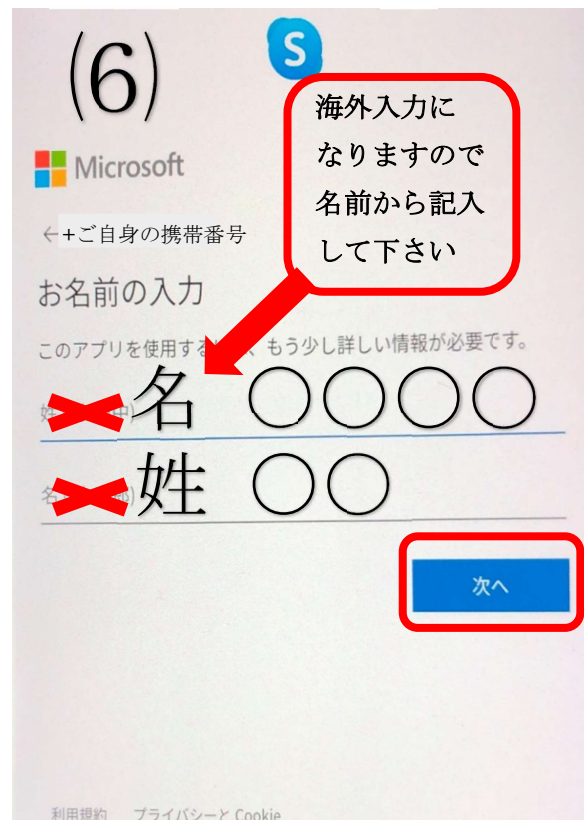 (6)
S
海外入力に
なりますので
名前から記入
して下さい
Microsoft
←+ご自身の携帯番号
お名前の入力
このアプリを使用する 、もう少し詳しい情報が必要です。
名 ○○○○
姓 ○○
次へ
利用規約 プライバシーと Cookie